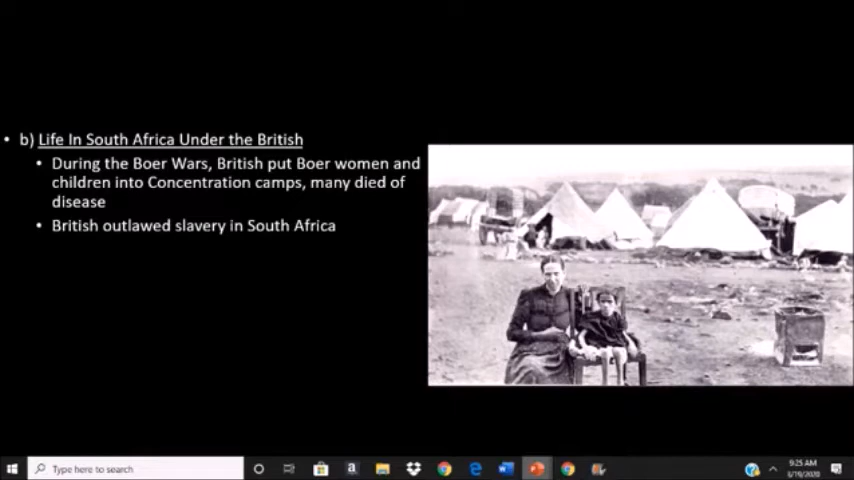 b) Life In South Africa Under the British
During the Boer Wars, British put Boer women and
children into Concentration camps, many died of
disease
British outlawed slavery in South Africa
Type here to search
9:25 AM